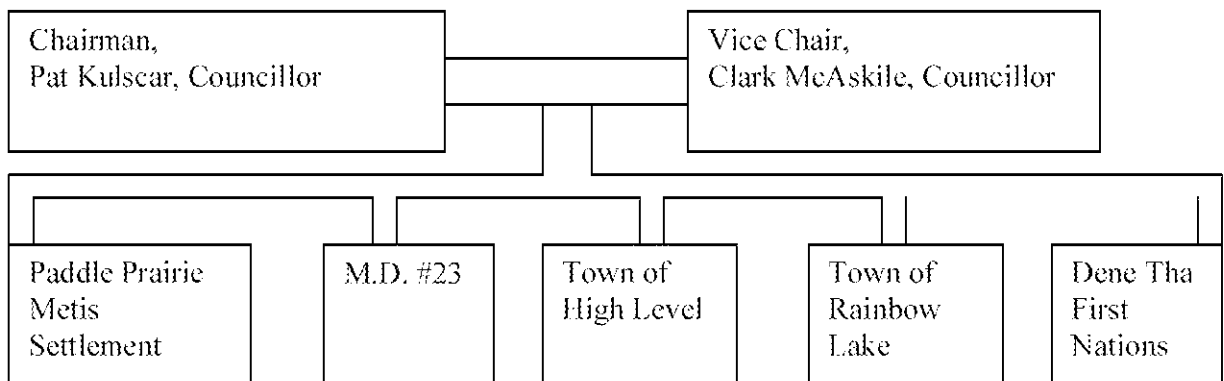 Chairman,
Pat Kulscar, Councillor
Vice Chair,
Clark McAskile, Councillor
Paddle Prairie
Metis
Settlement
M.D. #23
Town of
High Level
Town of
Rainbow
Lake
Dene Tha
First
Nations